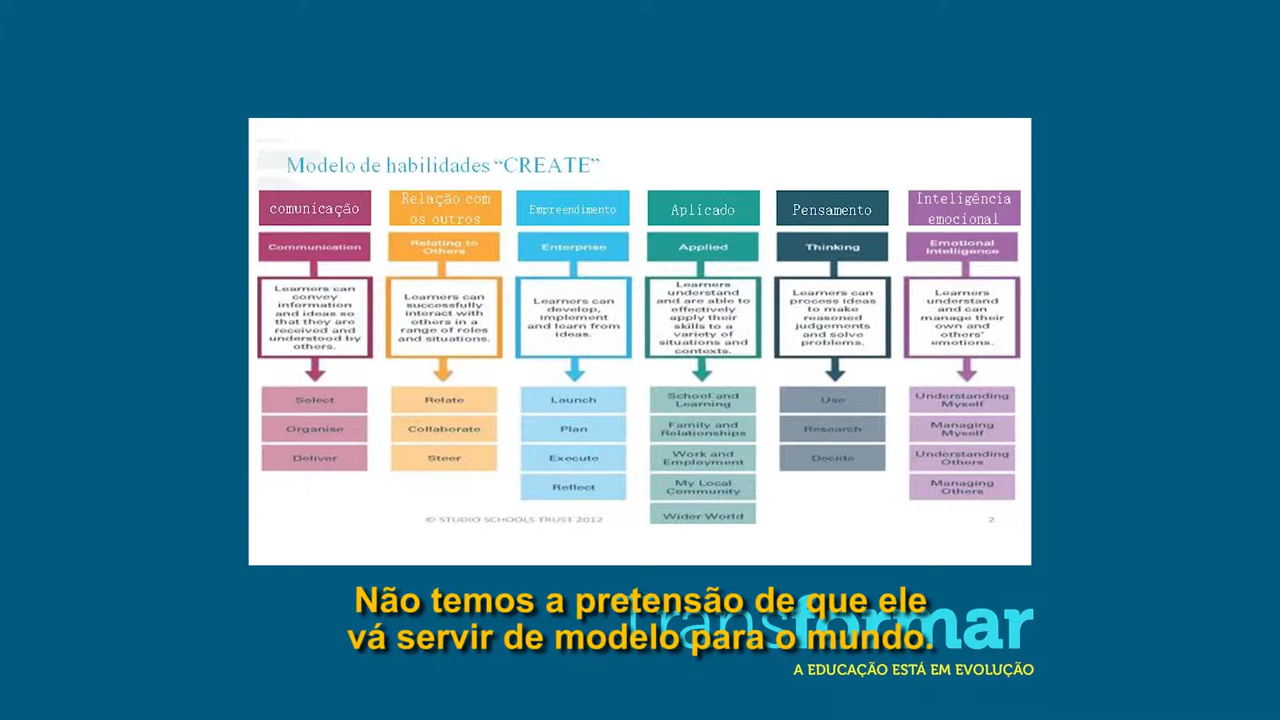 Modelo de habilidades “CREATE”
comunicação
Relação com
os outros
Empreendimento
Aplicado
Pensamento
Inteligência
emocional
Communication
Relating to
Others
Enterprise
Applied
Thinking
Emotional
Intelligence
Learners can
convey
information
and ideas so
that they are
received and
understood by
others.
Learners can
successfully
interact with
others in a
range of roles
and situations.
Learners can
develop,
implement
and learn from
ideas.
Learners
understand
and are able to
effectively
apply their
skills to a
variety of
situations and
contexts.
Learners can
process ideas
to make
reasoned
judgements
and solve
problems.
Learners
understand
and can
manage their
own and
others'
emotions.
Select
Organise
Deliver
Relate
Collaborate
Steer
Launch
Plan
Execute
Reflect
School and
Learning
Family and
Relationships
Work and
Employment
My Local
Community
Wider World
Use
Research
Decide
Understanding
Myself
Managing
Myself
Understanding
Others
Managing
Others
© STUDIO SCHOOLS TRUST 2012
2
Não temos a pretensão de que ele
vá servir de modelo para o mundo.
Transformar
A EDUCAÇÃO ESTÁ EM EVOLUÇÃO